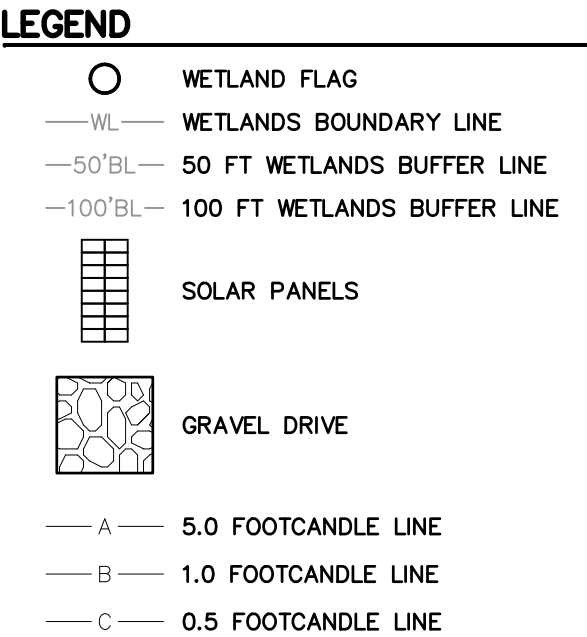 LEGEND
WETLAND FLAG
WL WETLANDS BOUNDARY LINE
50'BL 50 FT WETLANDS BUFFER LINE
100'BL 100 FT WETLANDS BUFFER LINE
SOLAR PANELS
GRAVEL DRIVE
A 5.0 FOOTCANDLE LINE
B 1.0 FOOTCANDLE LINE
C 0.5 FOOTCANDLE LINE